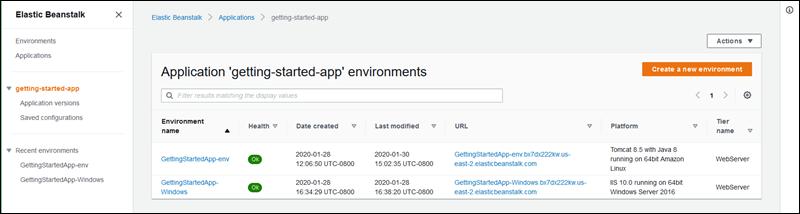 Elastic Beanstalk
Environments
Applications
getting-started-app
Application versions
Saved configurations
Recent environments
GettingStartedApp-env
GettingStartedApp-Windows
Elastic Beanstalk > Applications > getting-started-app
Actions
Application 'getting-started-app' environments
Create a new environment
Filter results matching the display values
1
Environment name Health Date created Last modified URL Platform Tier name
GettingStartedApp-env Ok 2020-01-28 12:06:50 UTC-0800 2020-01-30 15:02:35 UTC-0800 GettingStartedApp-env.bx7dx222kw.us-east-2.elasticbeanstalk.com Tomcat 8.5 with Java 8 running on 64bit Amazon Linux WebServer
GettingStartedApp-Windows Ok 2020-01-28 16:34:29 UTC-0800 2020-01-28 16:38:20 UTC-0800 GettingStartedApp-Windows.bx7dx222kw.us-east-2.elasticbeanstalk.com IIS 10.0 running on 64bit Windows Server 2016 WebServer